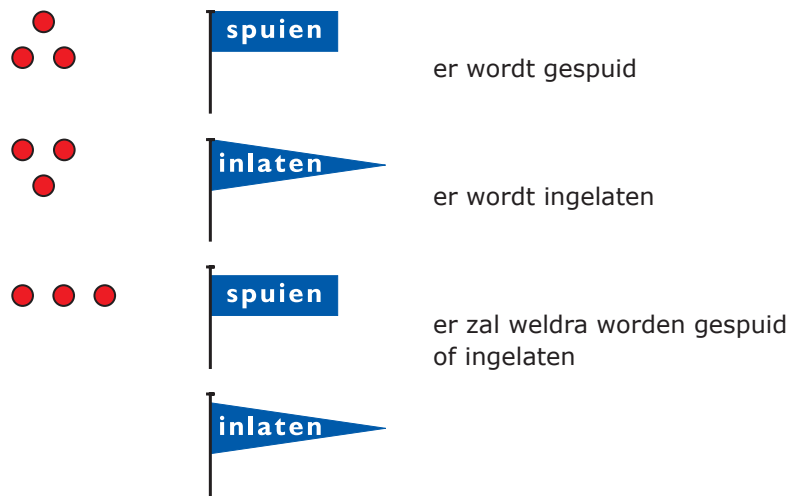 spuien
er wordt gespuid
inlaten
er wordt ingelaten
spuien
er zal weldra worden gespuid
of ingelaten
inlaten